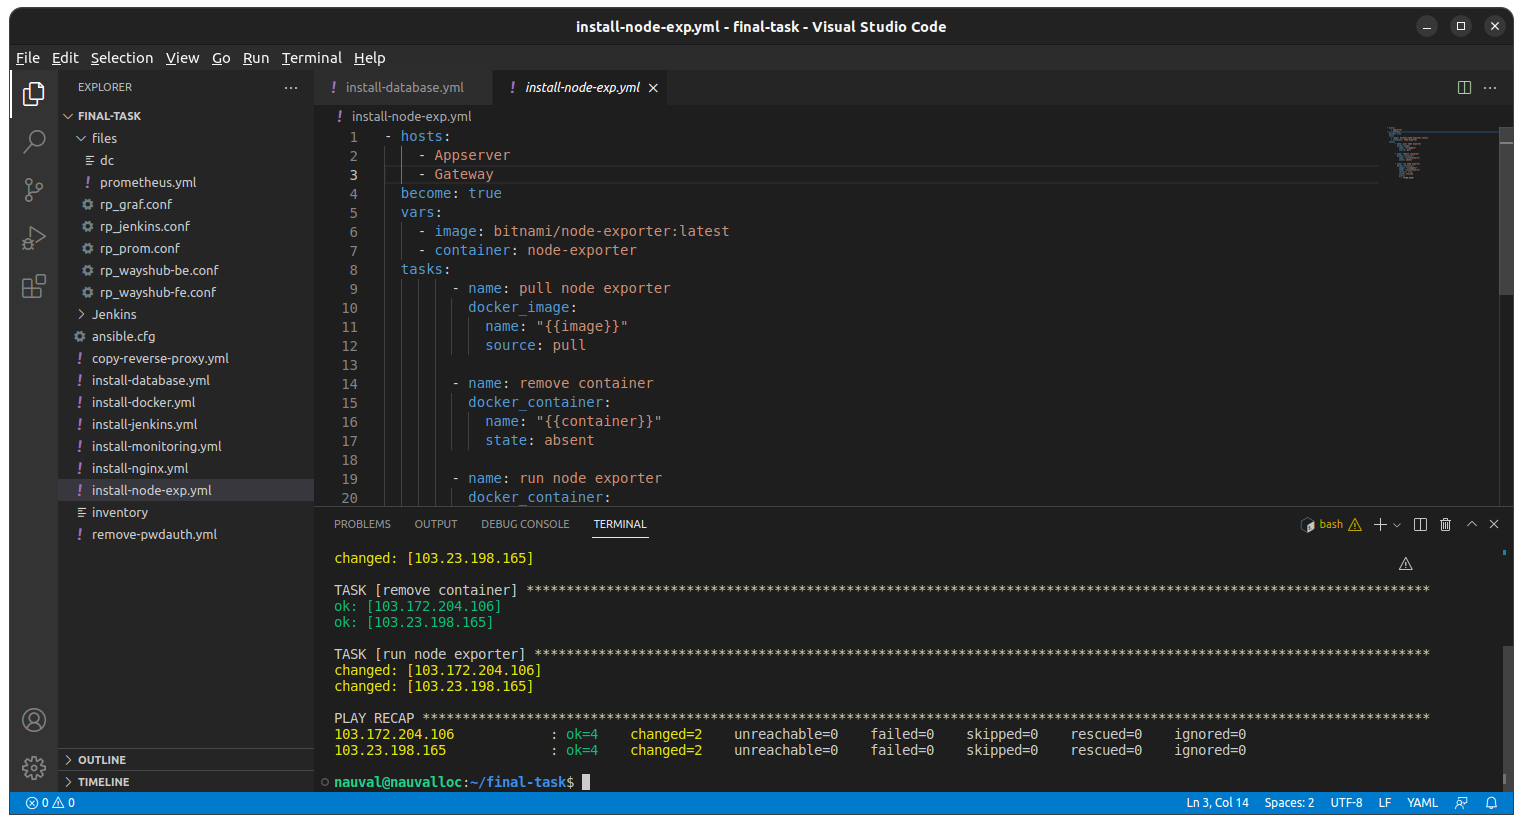 install-node-exp.yml - final-task - Visual Studio Code
File Edit Selection View Go Run Terminal Help
EXPLORER
FINAL-TASK
files
dc
prometheus.yml
rp_graf.conf
rp_jenkins.conf
rp_prom.conf
rp_wayshub-be.conf
rp_wayshub-fe.conf
Jenkins
ansible.cfg
copy-reverse-proxy.yml
install-database.yml
install-docker.yml
install-jenkins.yml
install-monitoring.yml
install-nginx.yml
install-node-exp.yml
inventory
remove-pwdauth.yml
OUTLINE
TIMELINE
install-database.yml install-node-exp.yml
install-node-exp.yml
1 - hosts:
2 - Appserver
3 - Gateway
4 become: true
5 vars:
6 - image: bitnami/node-exporter:latest
7 - container: node-exporter
8 tasks:
9 - name: pull node exporter
10 docker_image:
11 name: "{{image}}"
12 source: pull
13
14 - name: remove container
15 docker_container:
16 name: "{{container}}"
17 state: absent
18
19 - name: run node exporter
20 docker_container:
PROBLEMS OUTPUT DEBUG CONSOLE TERMINAL bash
changed: [103.23.198.165]
TASK [remove container] *****************************************************************************************************************
ok: [103.172.204.106]
ok: [103.23.198.165]
TASK [run node exporter] ****************************************************************************************************************
changed: [103.172.204.106]
changed: [103.23.198.165]
PLAY RECAP ******************************************************************************************************************************
103.172.204.106 : ok=4 changed=2 unreachable=0 failed=0 skipped=0 rescued=0 ignored=0
103.23.198.165 : ok=4 changed=2 unreachable=0 failed=0 skipped=0 rescued=0 ignored=0
nauval@nauvalloc:~/final-task$
0 0 Ln 3, Col 14 Spaces: 2 UTF-8 LF YAML